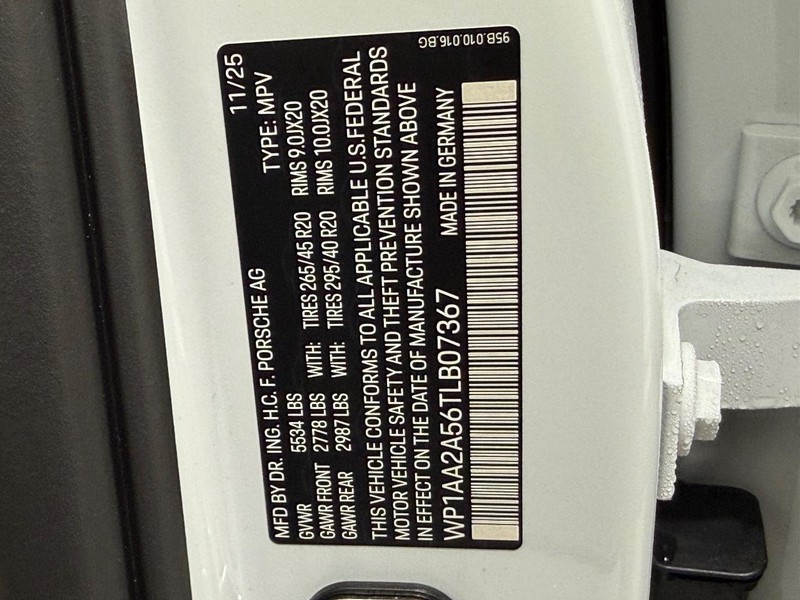 95B.010.016.BG
11/25
MFD BY DR. ING. H.C. F. PORSCHE AG TYPE: MPV
GVWR 5534 LBS
GAWR FRONT 2778 LBS WITH: TIRES 265/45 R20 RIMS 9.0JX20
GAWR REAR 2987 LBS WITH: TIRES 295/40 R20 RIMS 10.0JX20
THIS VEHICLE CONFORMS TO ALL APPLICABLE U.S.FEDERAL
MOTOR VEHICLE SAFETY AND THEFT PREVENTION STANDARDS
IN EFFECT ON THE DATE OF MANUFACTURE SHOWN ABOVE
WP1AA2A56TLB07367 MADE IN GERMANY